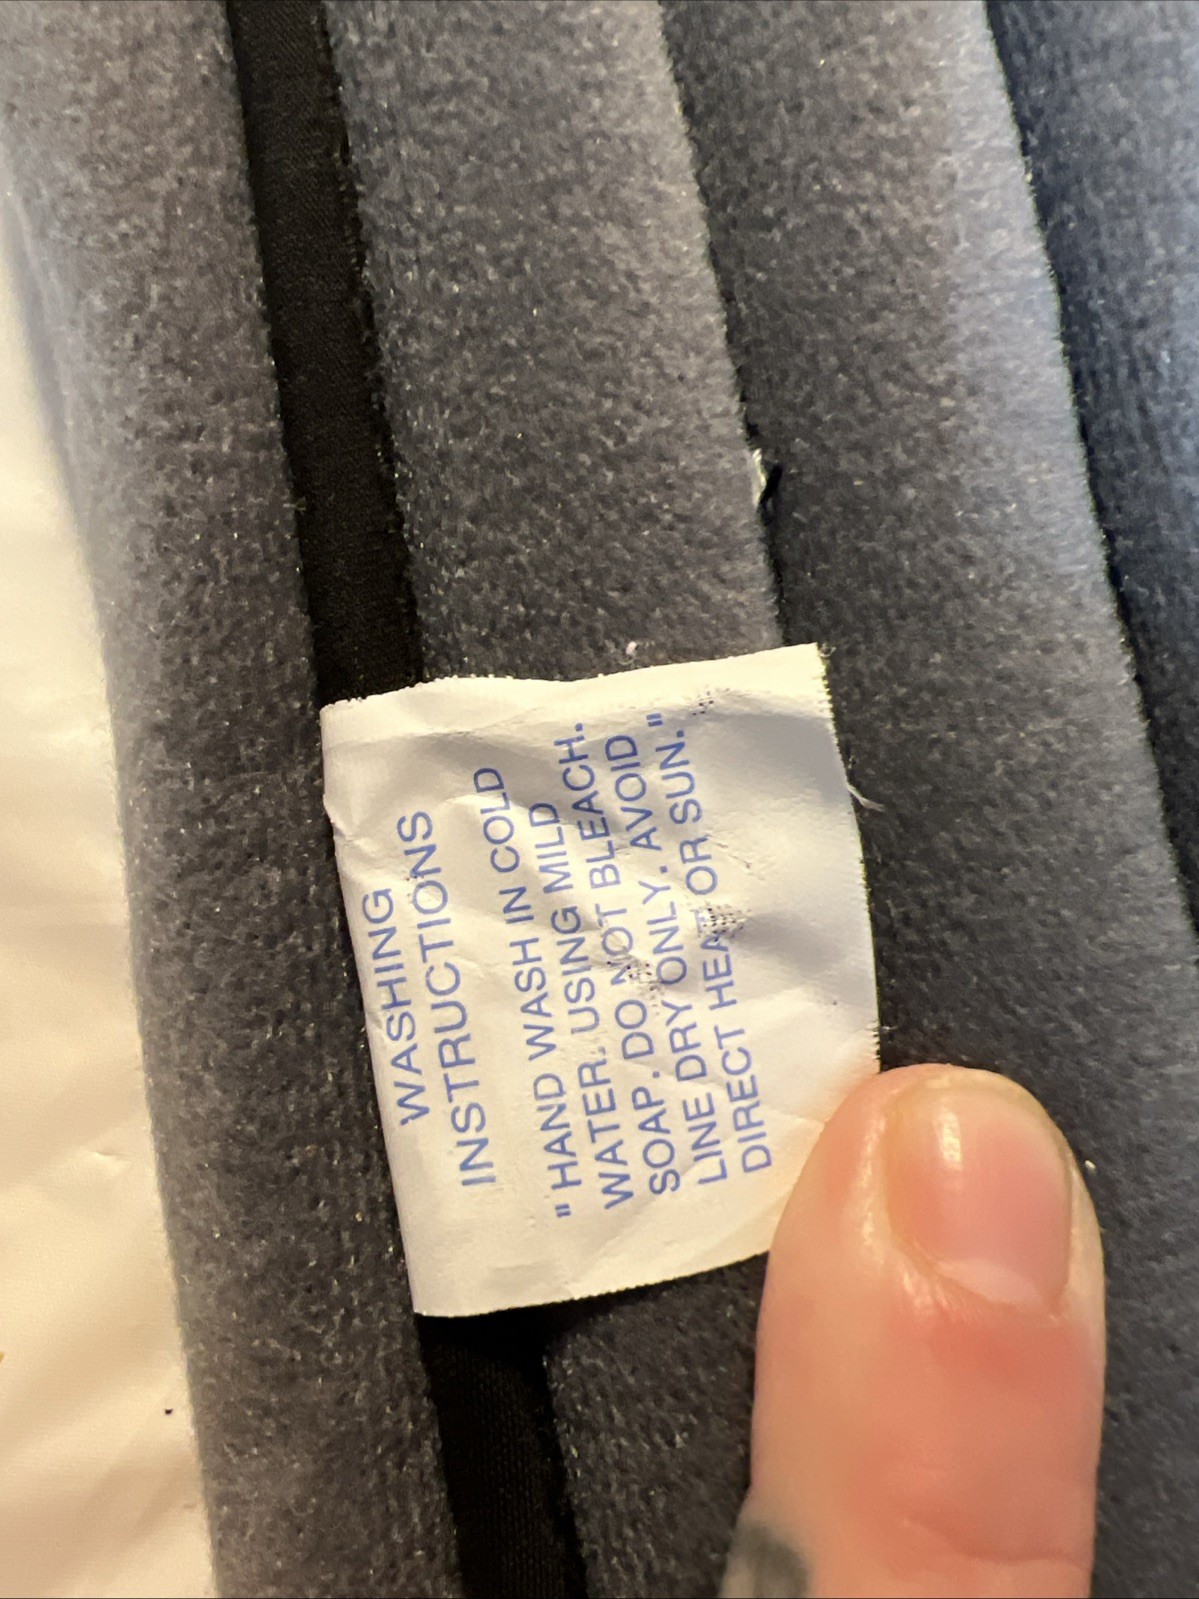 WASHING
INSTRUCTIONS
"HAND WASH IN COLD
WATER. USING MILD
SOAP. DO NOT BLEACH.
LINE DRY ONLY. AVOID
DIRECT HEAT OR SUN."